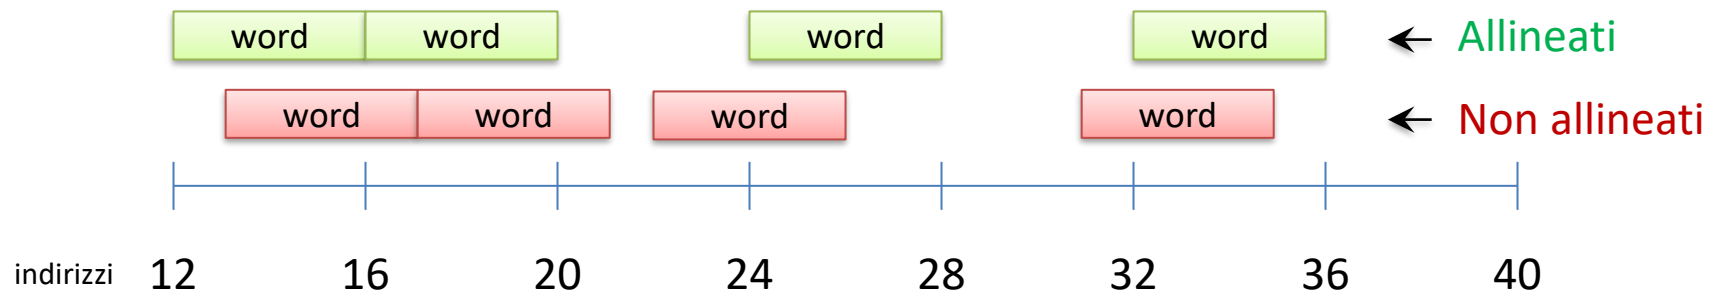 word word word word ← Allineati
word word word word ← Non allineati
indirizzi 12 16 20 24 28 32 36 40